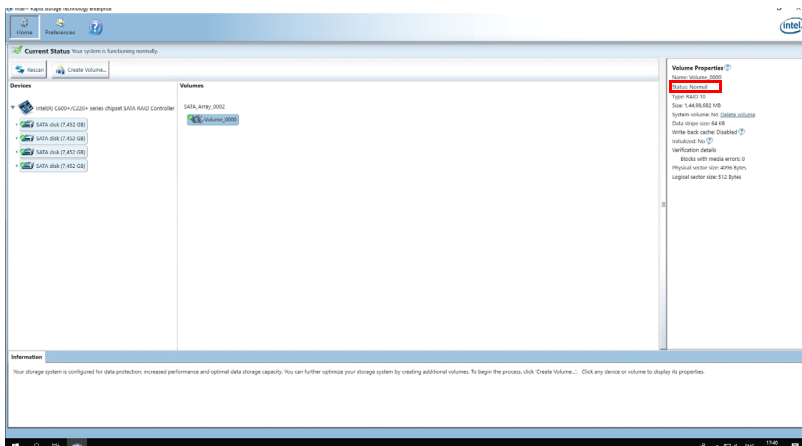 Intel® Rapid Storage Technology enterprise
Home
Preferences
intel.
Current Status Your system is functioning normally.
Rescan
Create Volume...
Devices
Volumes
Intel(R) C600+/C220+ series chipset SATA RAID Controller
SATA disk (7,452 GB)
SATA disk (7,452 GB)
SATA disk (7,452 GB)
SATA disk (7,452 GB)
SATA_Array_0002
Volume_0000
Volume Properties
Name: Volume_0000
Status: Normal
Type: RAID 10
Size: 1,44,98,682 MB
System volume: No Delete volume
Data stripe size: 64 KB
Write-back cache: Disabled
Initialized: No
Verification details
Blocks with media errors: 0
Physical sector size: 4096 Bytes
Logical sector size: 512 Bytes
Information
Your storage system is configured for data protection, increased performance and optimal data storage capacity. You can further optimize your storage system by creating additional volumes. To begin the process, click 'Create Volume...'. Click any device or volume to display its properties.
17:40